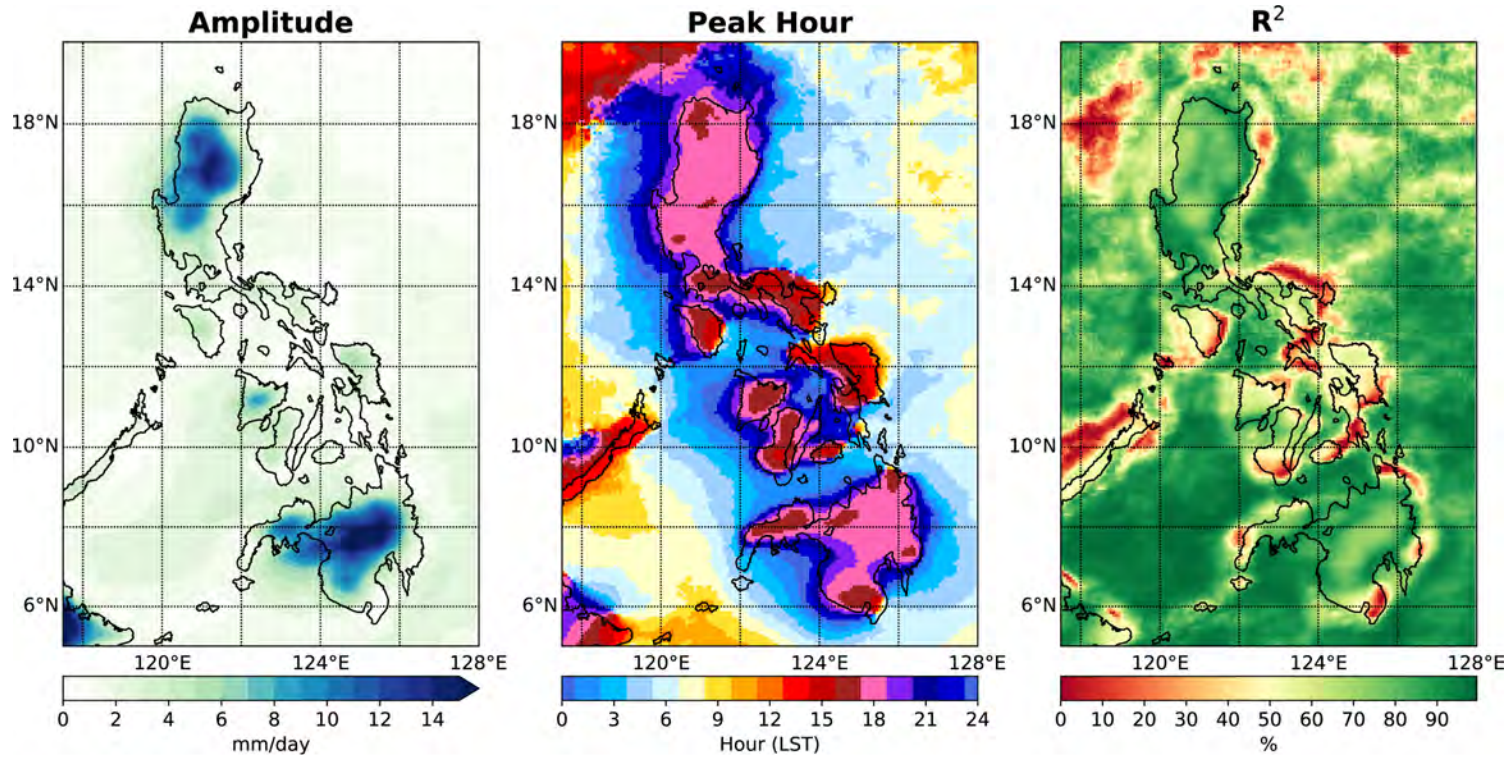 Amplitude
18°N
14°N
10°N
6°N
120°E 124°E 128°E
0 2 4 6 8 10 12 14
mm/day
Peak Hour
18°N
14°N
10°N
6°N
120°E 124°E 128°E
0 3 6 9 12 15 18 21 24
Hour (LST)
R²
18°N
14°N
10°N
6°N
120°E 124°E 128°E
0 10 20 30 40 50 60 70 80 90
%